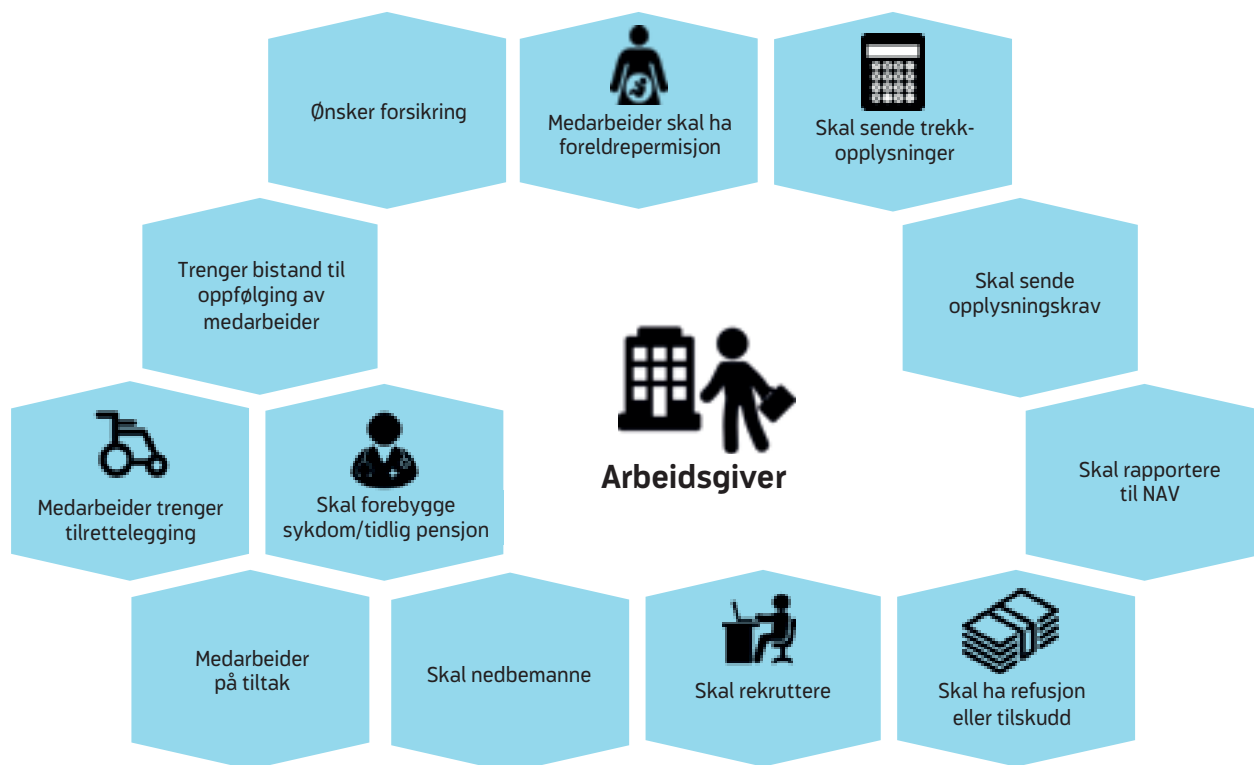 Ønsker forsikring
Medarbeider skal ha
foreldrepermisjon
Skal sende trekk-
opplysninger
Trenger bistand til
oppfølging av
medarbeider
Skal sende
opplysningskrav
Arbeidsgiver
Medarbeider trenger
tilrettelegging
Skal forebygge
sykdom/tidlig pensjon
Skal rapportere
til NAV
Medarbeider
på tiltak
Skal nedbemanne
Skal rekruttere
Skal ha refusjon
eller tilskudd